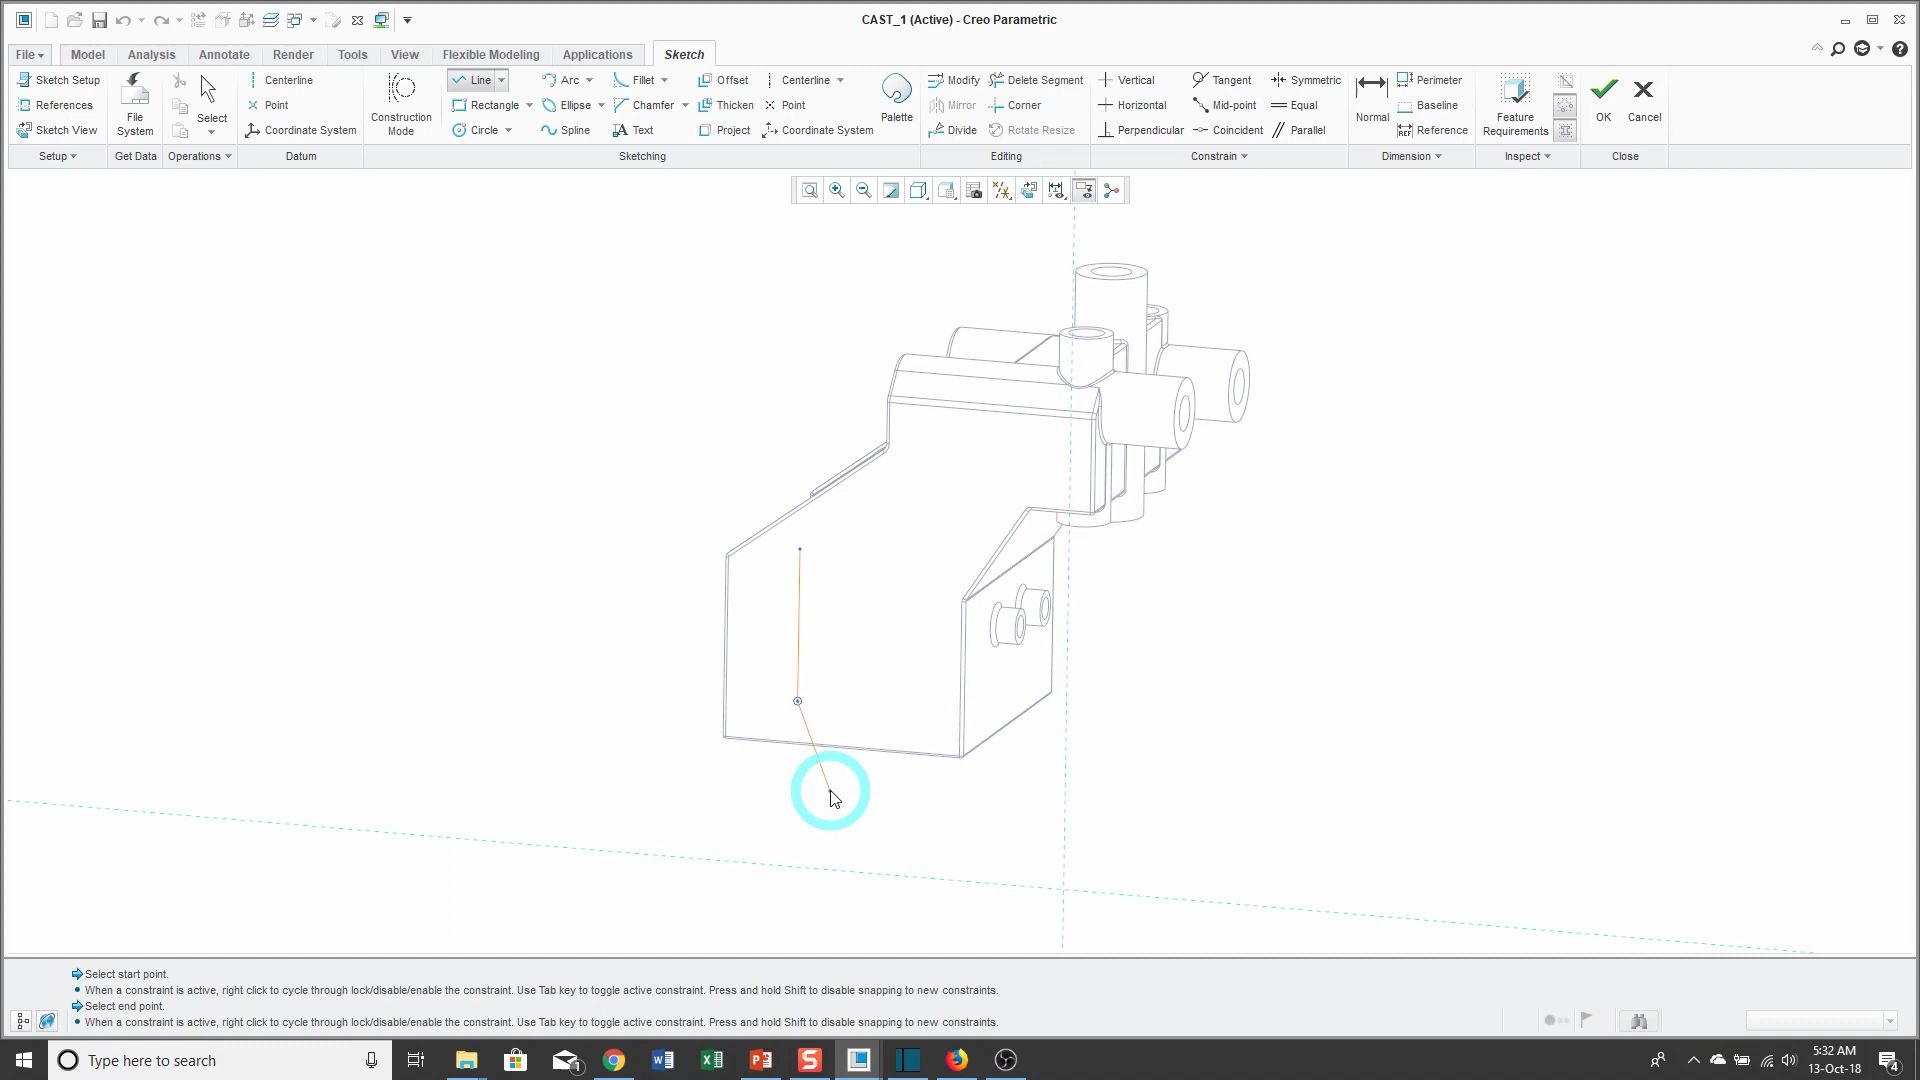 CAST_1 (Active) - Creo Parametric
File Model Analysis Annotate Render Tools View Flexible Modeling Applications Sketch
Sketch Setup Centerline Line Arc Fillet Offset Centerline Modify Delete Segment Vertical Tangent Symmetric Perimeter
References Point Rectangle Ellipse Chamfer Thicken Point Mirror Corner Horizontal Mid-point Equal Baseline
Sketch View Coordinate System Circle Spline Text Project Coordinate System Divide Rotate Resize Perpendicular Coincident Parallel Reference
File System Select Construction Mode Palette Normal Feature Requirements OK Cancel
Setup Get Data Operations Datum Sketching Editing Constrain Dimension Inspect Close
REF
Select start point.
When a constraint is active, right click to cycle through lock/disable/enable the constraint. Use Tab key to toggle active constraint. Press and hold Shift to disable snapping to new constraints.
Select end point.
When a constraint is active, right click to cycle through lock/disable/enable the constraint. Use Tab key to toggle active constraint. Press and hold Shift to disable snapping to new constraints.
Type here to search
5:32 AM
13-Oct-18